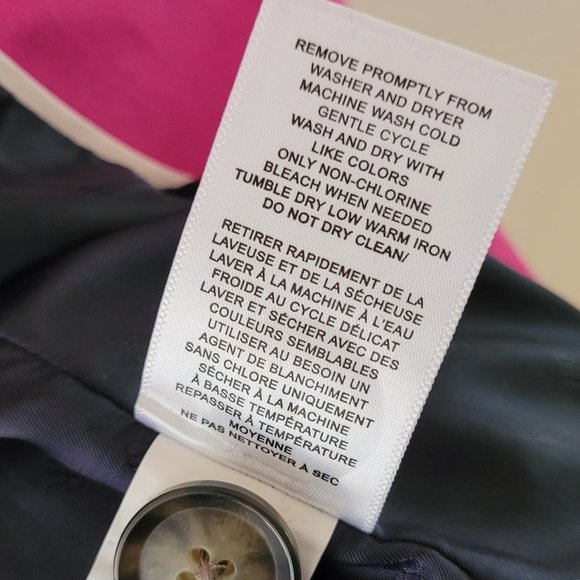 REMOVE PROMPTLY FROM
WASHER AND DRYER
MACHINE WASH COLD
GENTLE CYCLE
WASH AND DRY WITH
LIKE COLORS
ONLY NON-CHLORINE
BLEACH WHEN NEEDED
TUMBLE DRY LOW WARM IRON
DO NOT DRY CLEAN/
RETIRER RAPIDEMENT DE LA
LAVEUSE ET DE LA SÉCHEUSE
LAVER À LA MACHINE À L'EAU
FROIDE AU CYCLE DÉLICAT
LAVER ET SÉCHER AVEC DES
COULEURS SEMBLABLES
UTILISER AU BESOIN UN
AGENT DE BLANCHIMENT
SANS CHLORE UNIQUEMENT
SÉCHER À LA MACHINE
À BASSE TEMPÉRATURE
REPASSER À TEMPÉRATURE
MOYENNE
NE PAS NETTOYER À SEC